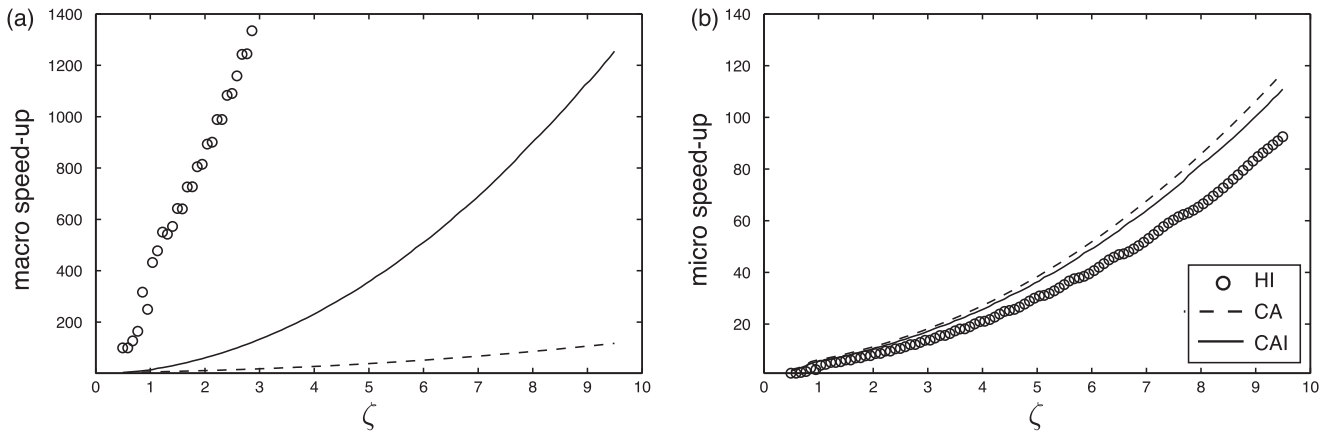 (a)
macro speed-up
1400
1200
1000
800
600
400
200
0 1 2 3 4 5 6 7 8 9 10
ζ
(b)
micro speed-up
140
120
100
80
60
40
20
0 1 2 3 4 5 6 7 8 9 10
ζ
HI
CA
CAI